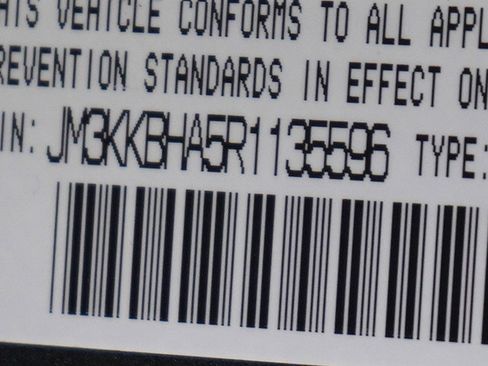 HIS VEHICLE CONFORMS TO ALL APPL
REVENTION STANDARDS IN EFFECT ON
IN: JM3KKBHA5R1135596 TYPE: